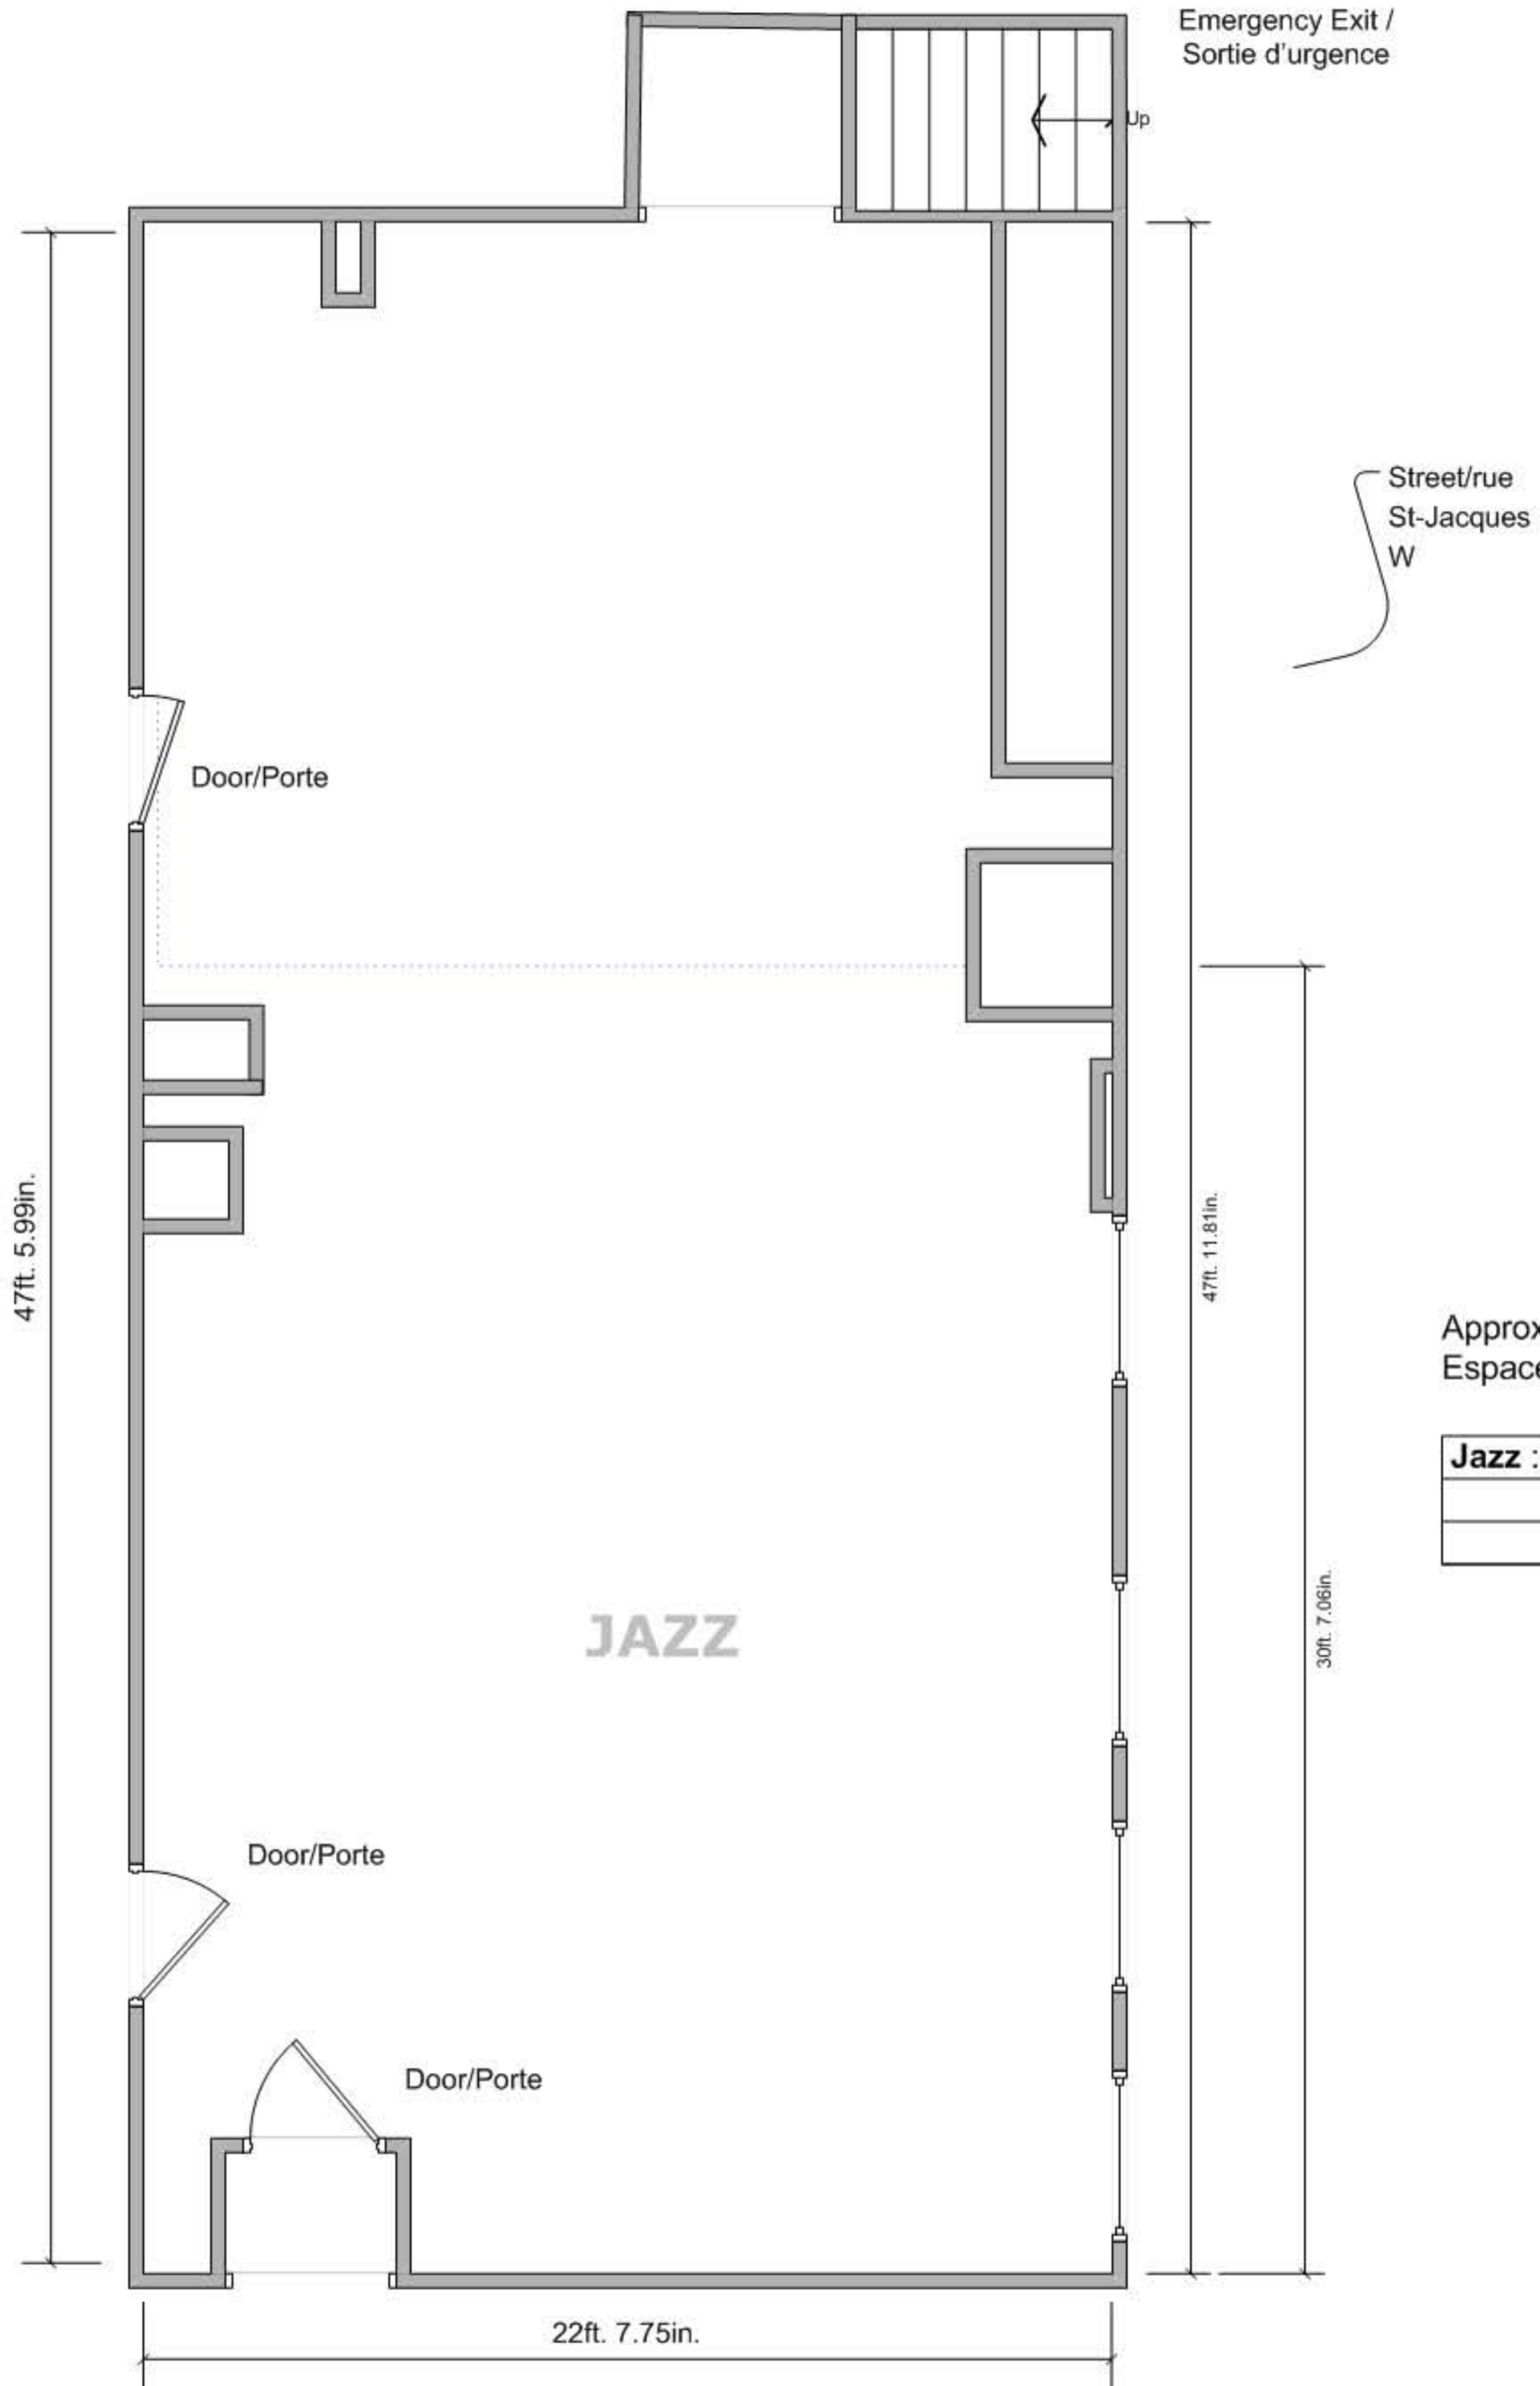 Emergency Exit /
Sortie d'urgence
Up
Street/rue
St-Jacques
W
Door/Porte
47ft. 5.99in.
47ft. 11.81in.
Approx
Espace
Jazz :
30ft. 7.06in.
JAZZ
Door/Porte
Door/Porte
22ft. 7.75in.